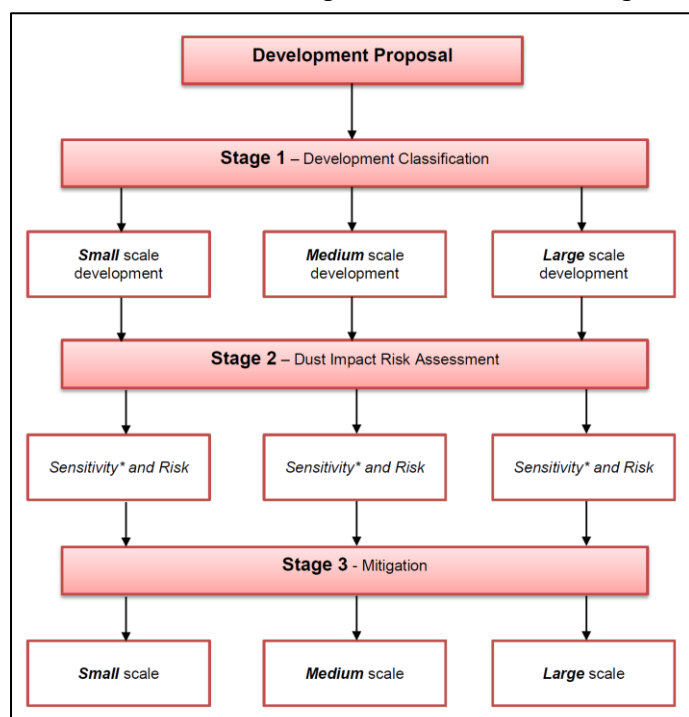 Development Proposal
Stage 1 – Development Classification
Small scale
development
Medium scale
development
Large scale
development
Stage 2 – Dust Impact Risk Assessment
Sensitivity* and Risk
Sensitivity* and Risk
Sensitivity* and Risk
Stage 3 - Mitigation
Small scale
Medium scale
Large scale